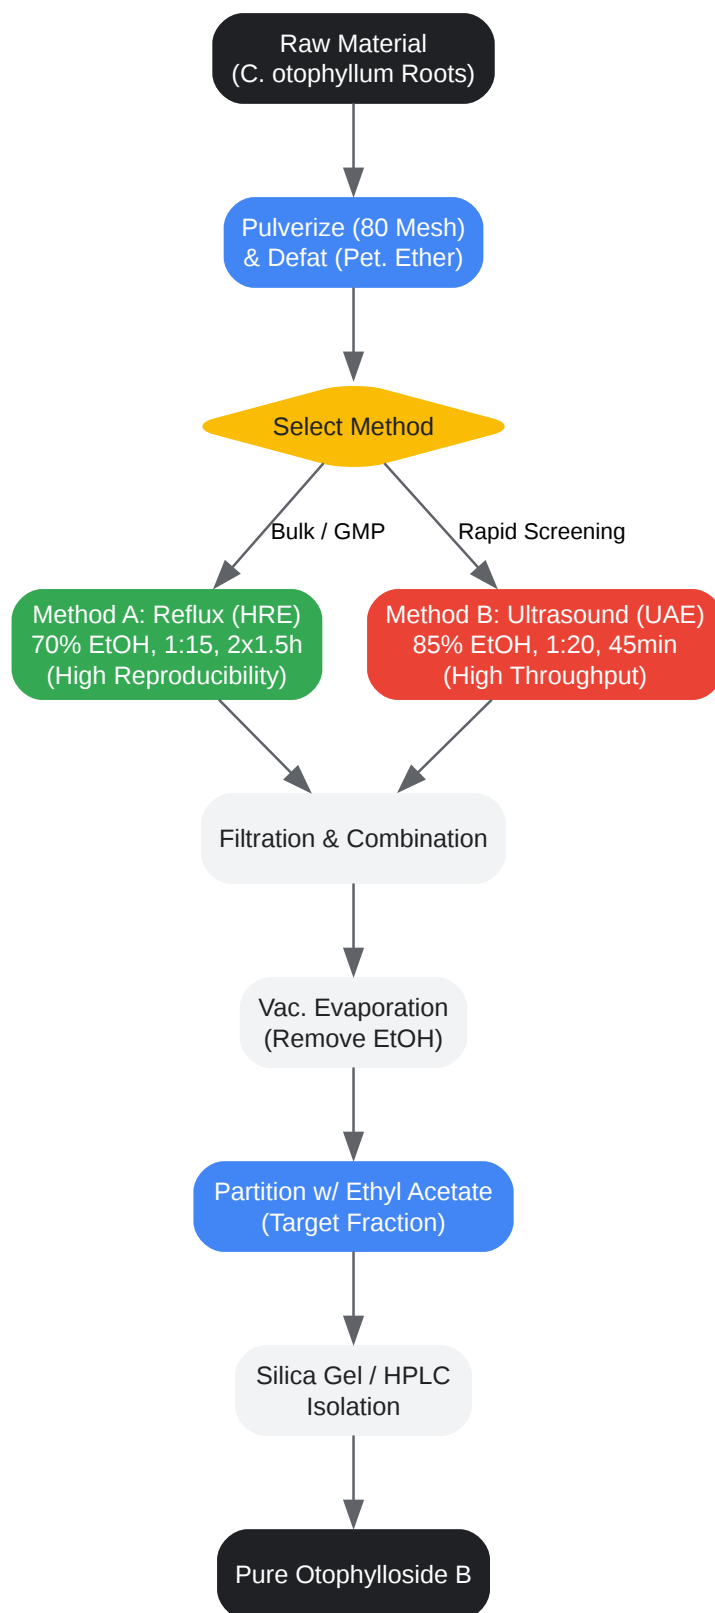 Raw Material
(C. otophyllum Roots)
Pulverize (80 Mesh)
& Defat (Pet. Ether)
Select Method
Bulk / GMP
Rapid Screening
Method A: Reflux (HRE)
70% EtOH, 1:15, 2x1.5h
(High Reproducibility)
Method B: Ultrasound (UAE)
85% EtOH, 1:20, 45min
(High Throughput)
Filtration & Combination
Vac. Evaporation
(Remove EtOH)
Partition w/ Ethyl Acetate
(Target Fraction)
Silica Gel / HPLC
Isolation
Pure Otophylloside B